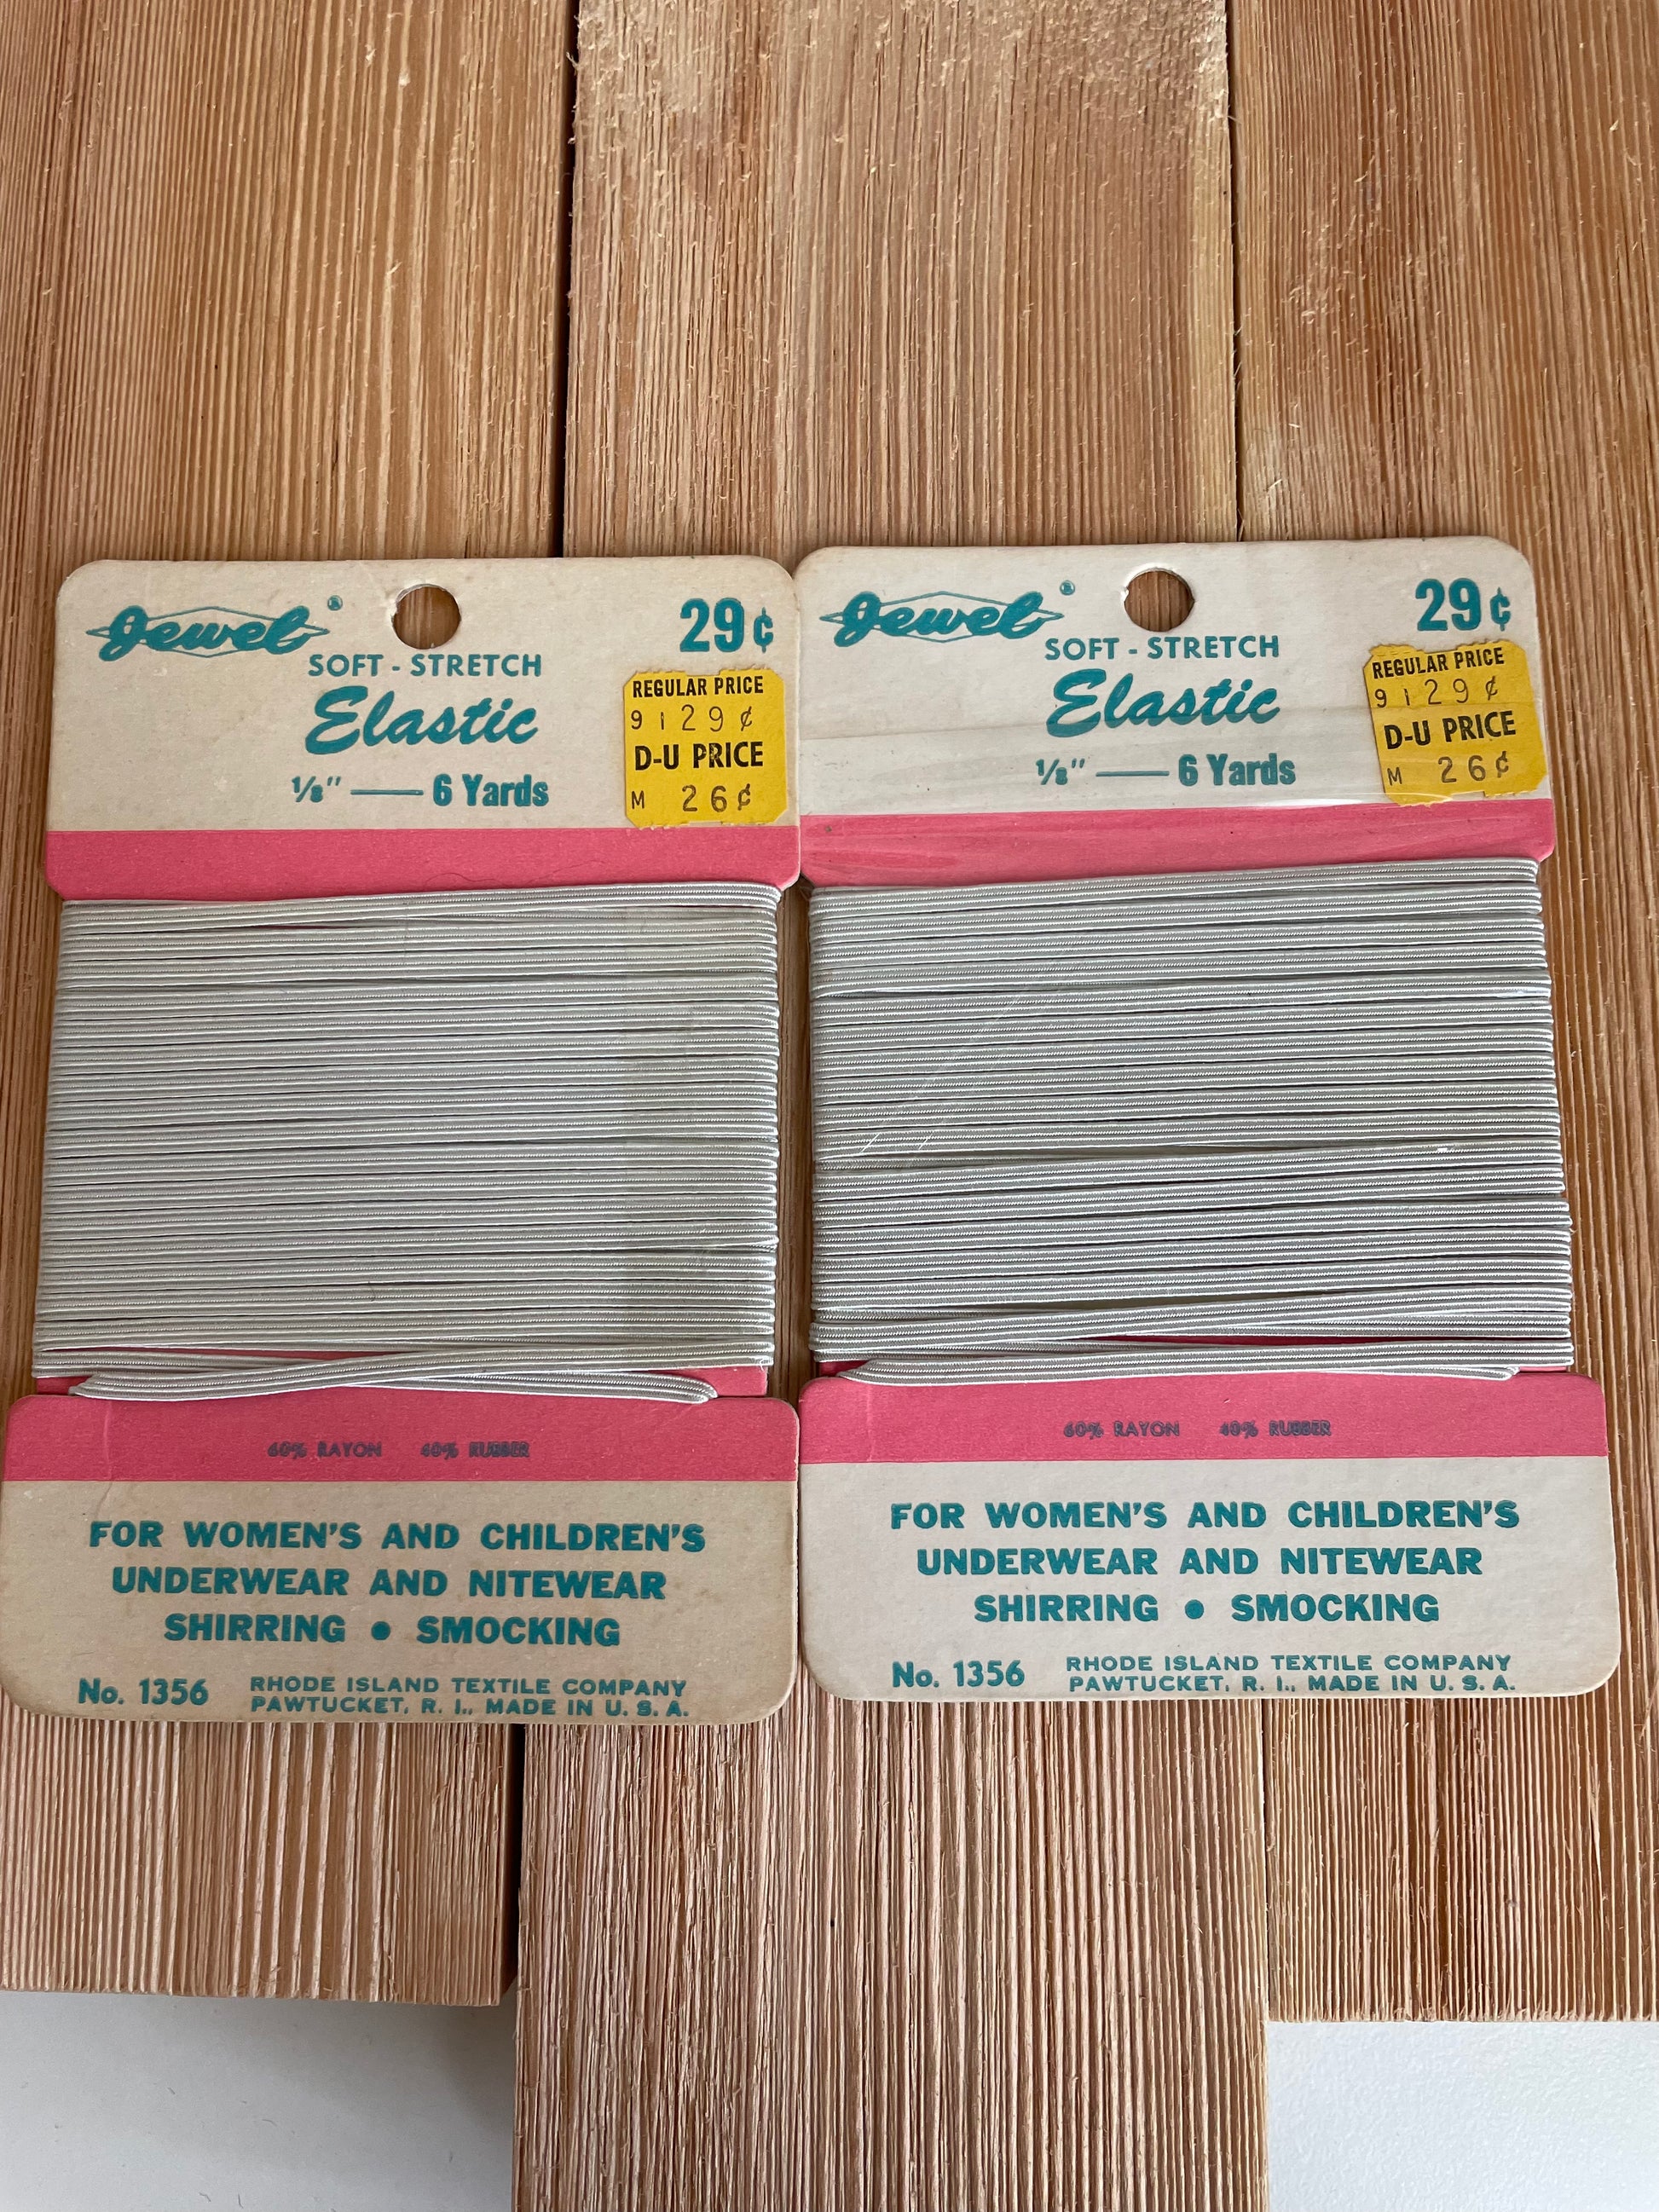 Jewel®
29¢
SOFT - STRETCH
Elastic
1/8" — 6 Yards
REGULAR PRICE
9 1 29¢
D-U PRICE
M 26¢
60% RAYON 40% RUBBER
FOR WOMEN'S AND CHILDREN'S
UNDERWEAR AND NITEWEAR
SHIRRING • SMOCKING
No. 1356
RHODE ISLAND TEXTILE COMPANY
PAWTUCKET, R. I., MADE IN U. S. A.
Jewel®
29¢
SOFT - STRETCH
Elastic
1/8" — 6 Yards
REGULAR PRICE
9 1 29¢
D-U PRICE
M 26¢
60% RAYON 40% RUBBER
FOR WOMEN'S AND CHILDREN'S
UNDERWEAR AND NITEWEAR
SHIRRING • SMOCKING
No. 1356
RHODE ISLAND TEXTILE COMPANY
PAWTUCKET, R. I., MADE IN U. S. A.